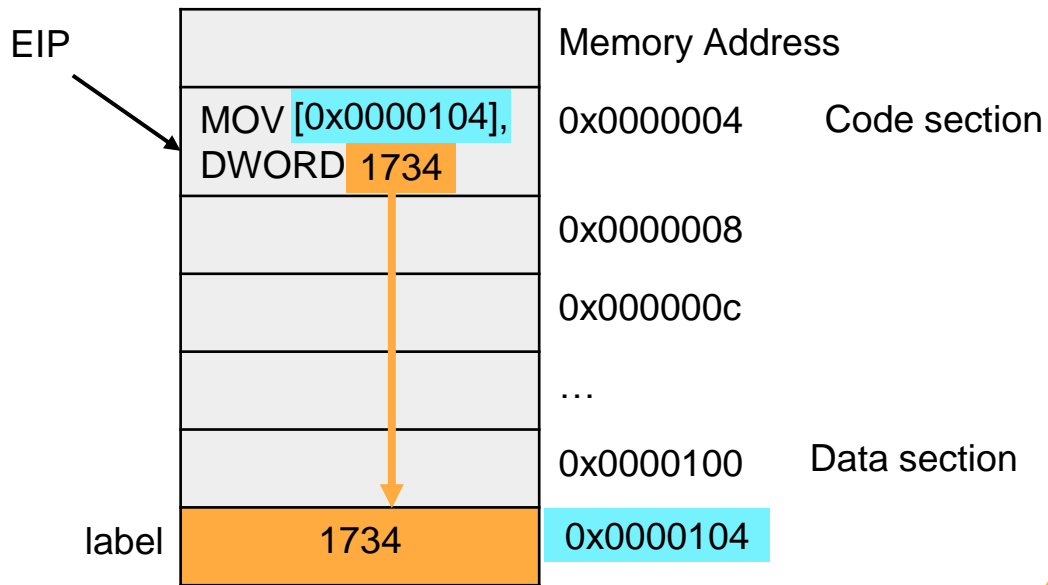 EIP
Memory Address
MOV [0x0000104],
DWORD 1734
0x0000004
Code section
0x0000008
0x000000c
…
0x0000100
Data section
label
1734
0x0000104